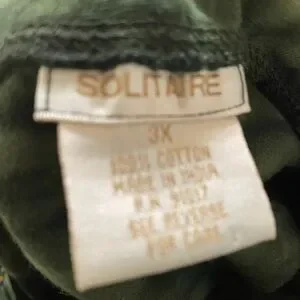 SOLITAIRE
3X
100% COTTON
MADE IN INDIA
R.N.
SEE REVERSE
FOR CARE